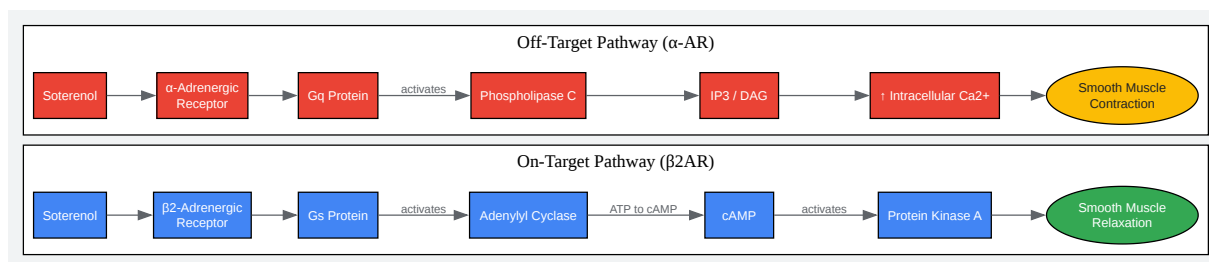 Off-Target Pathway (α-AR)
Soterenol
α-Adrenergic
Receptor
Gq Protein
activates
Phospholipase C
IP3 / DAG
↑ Intracellular Ca2+
Smooth Muscle
Contraction
On-Target Pathway (β2AR)
Soterenol
β2-Adrenergic
Receptor
Gs Protein
activates
Adenylyl Cyclase
ATP to cAMP
cAMP
activates
Protein Kinase A
Smooth Muscle
Relaxation